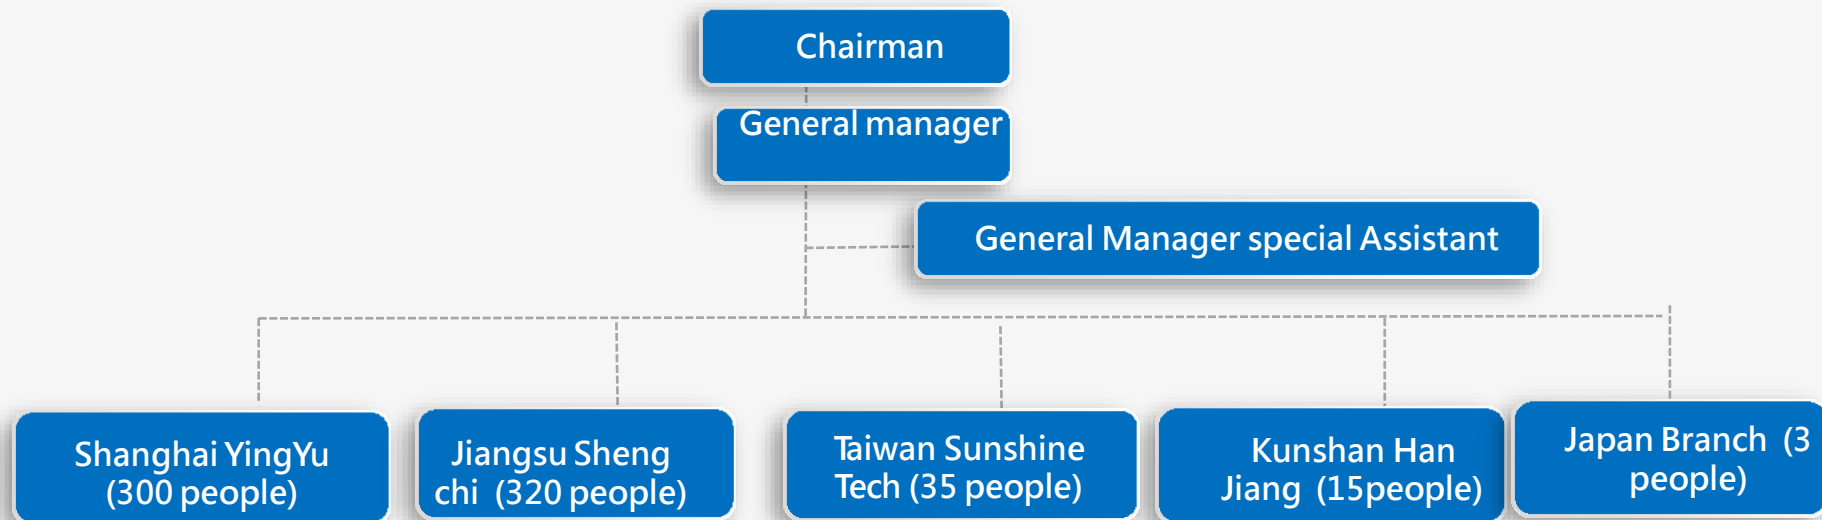 Chairman
General manager
General Manager special Assistant
Shanghai YingYu
(300 people)
Jiangsu Sheng
chi (320 people)
Taiwan Sunshine
Tech (35 people)
Kunshan Han
Jiang (15people)
Japan Branch (3
people)